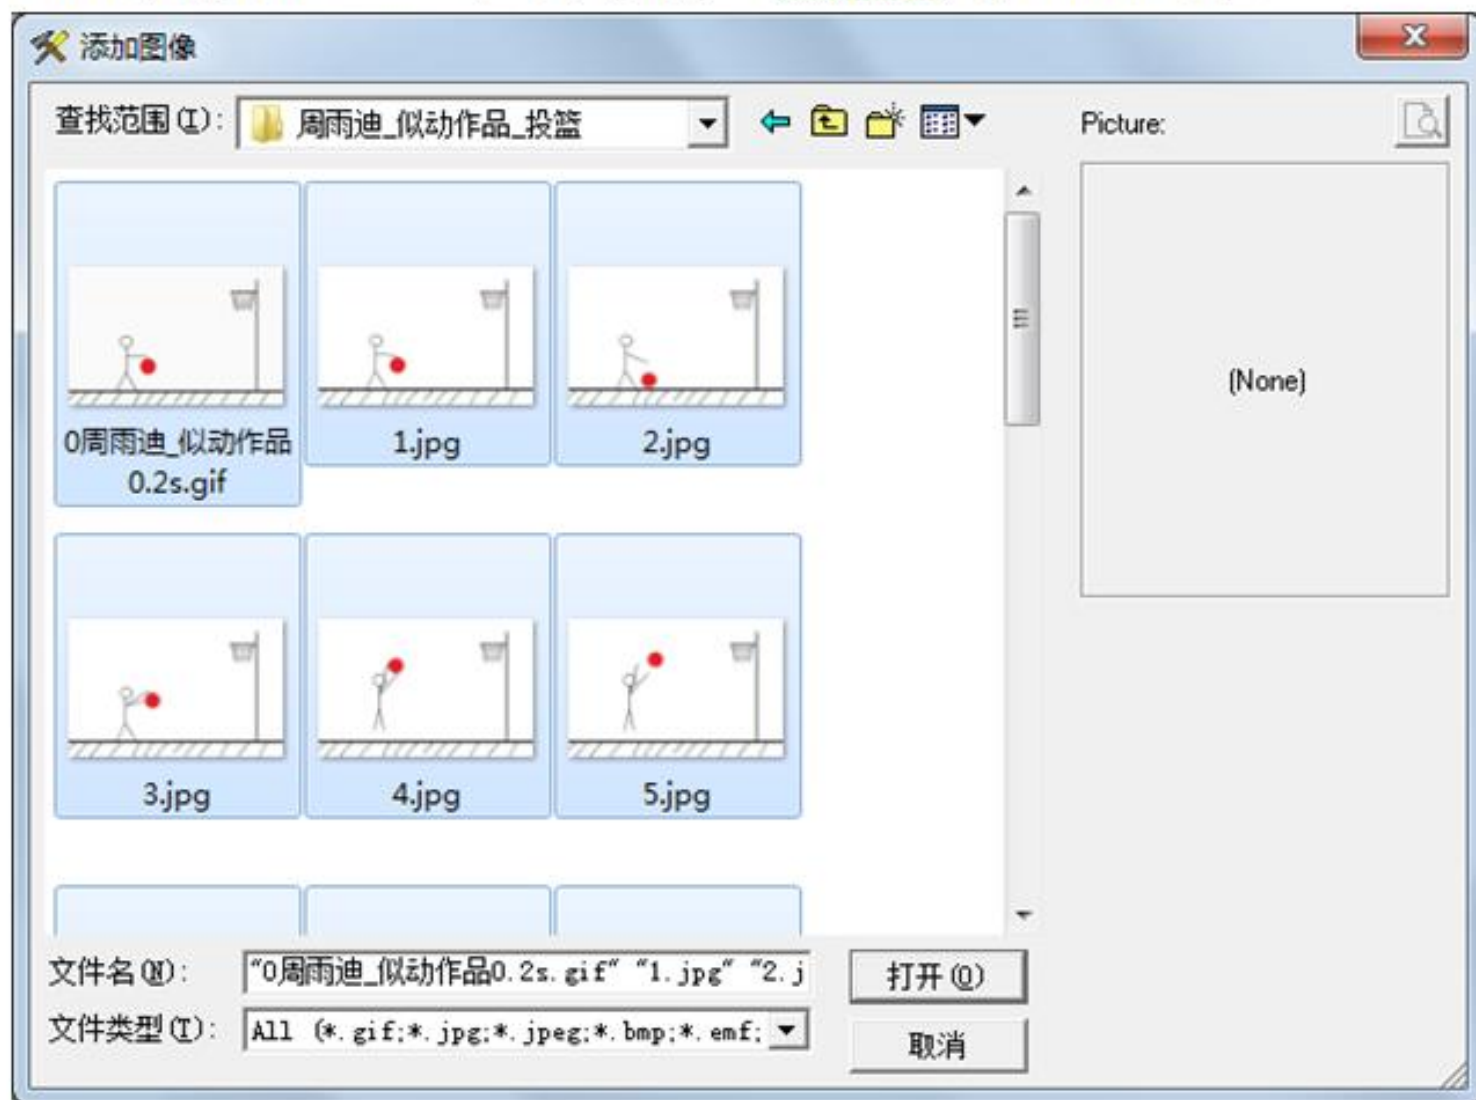 添加图像
查找范围(I):
周雨迪_似动作品_投篮
Picture:
(None)
0周雨迪_似动作品
0.2s.gif
1.jpg
2.jpg
3.jpg
4.jpg
5.jpg
文件名(N):
"0周雨迪_似动作品0.2s.gif" "1.jpg" "2.j
打开(O)
文件类型(T):
All (*.gif;*.jpg;*.jpeg;*.bmp;*.emf;
取消